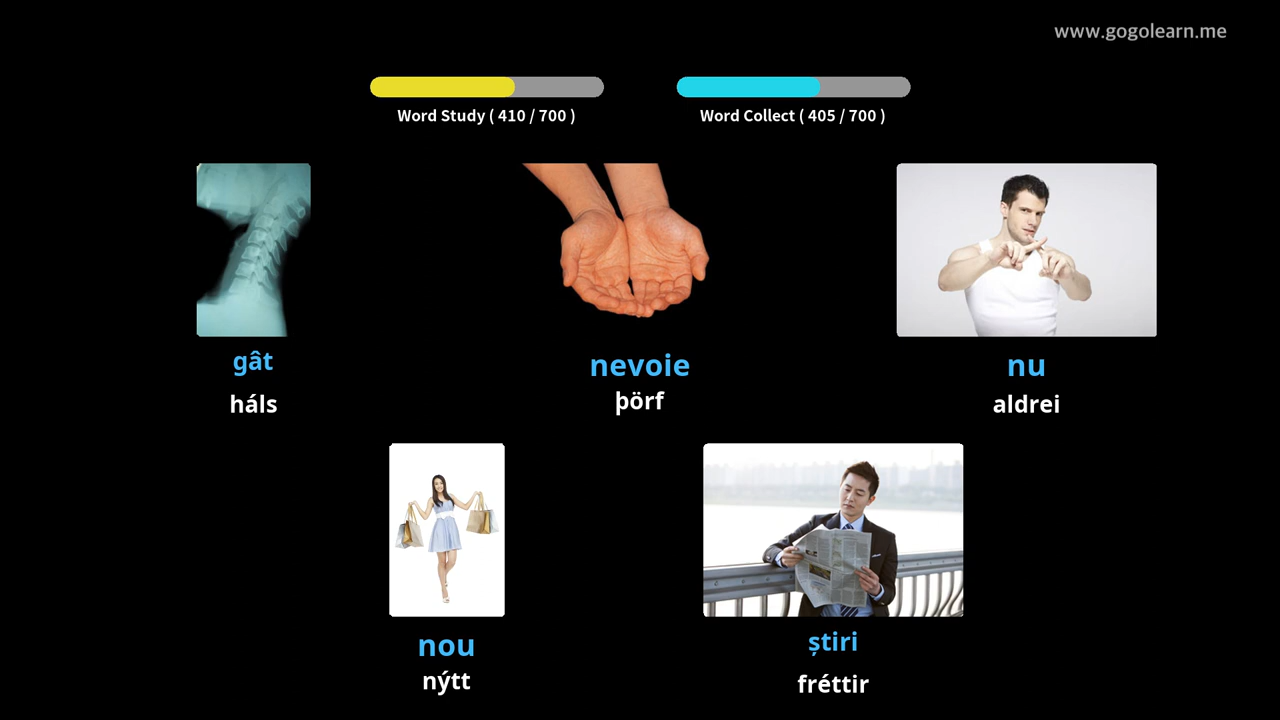 www.gogolearn.me
Word Study ( 410 / 700 )
Word Collect ( 405 / 700 )
gât
háls
nevoie
þörf
nu
aldrei
nou
nýtt
știri
fréttir